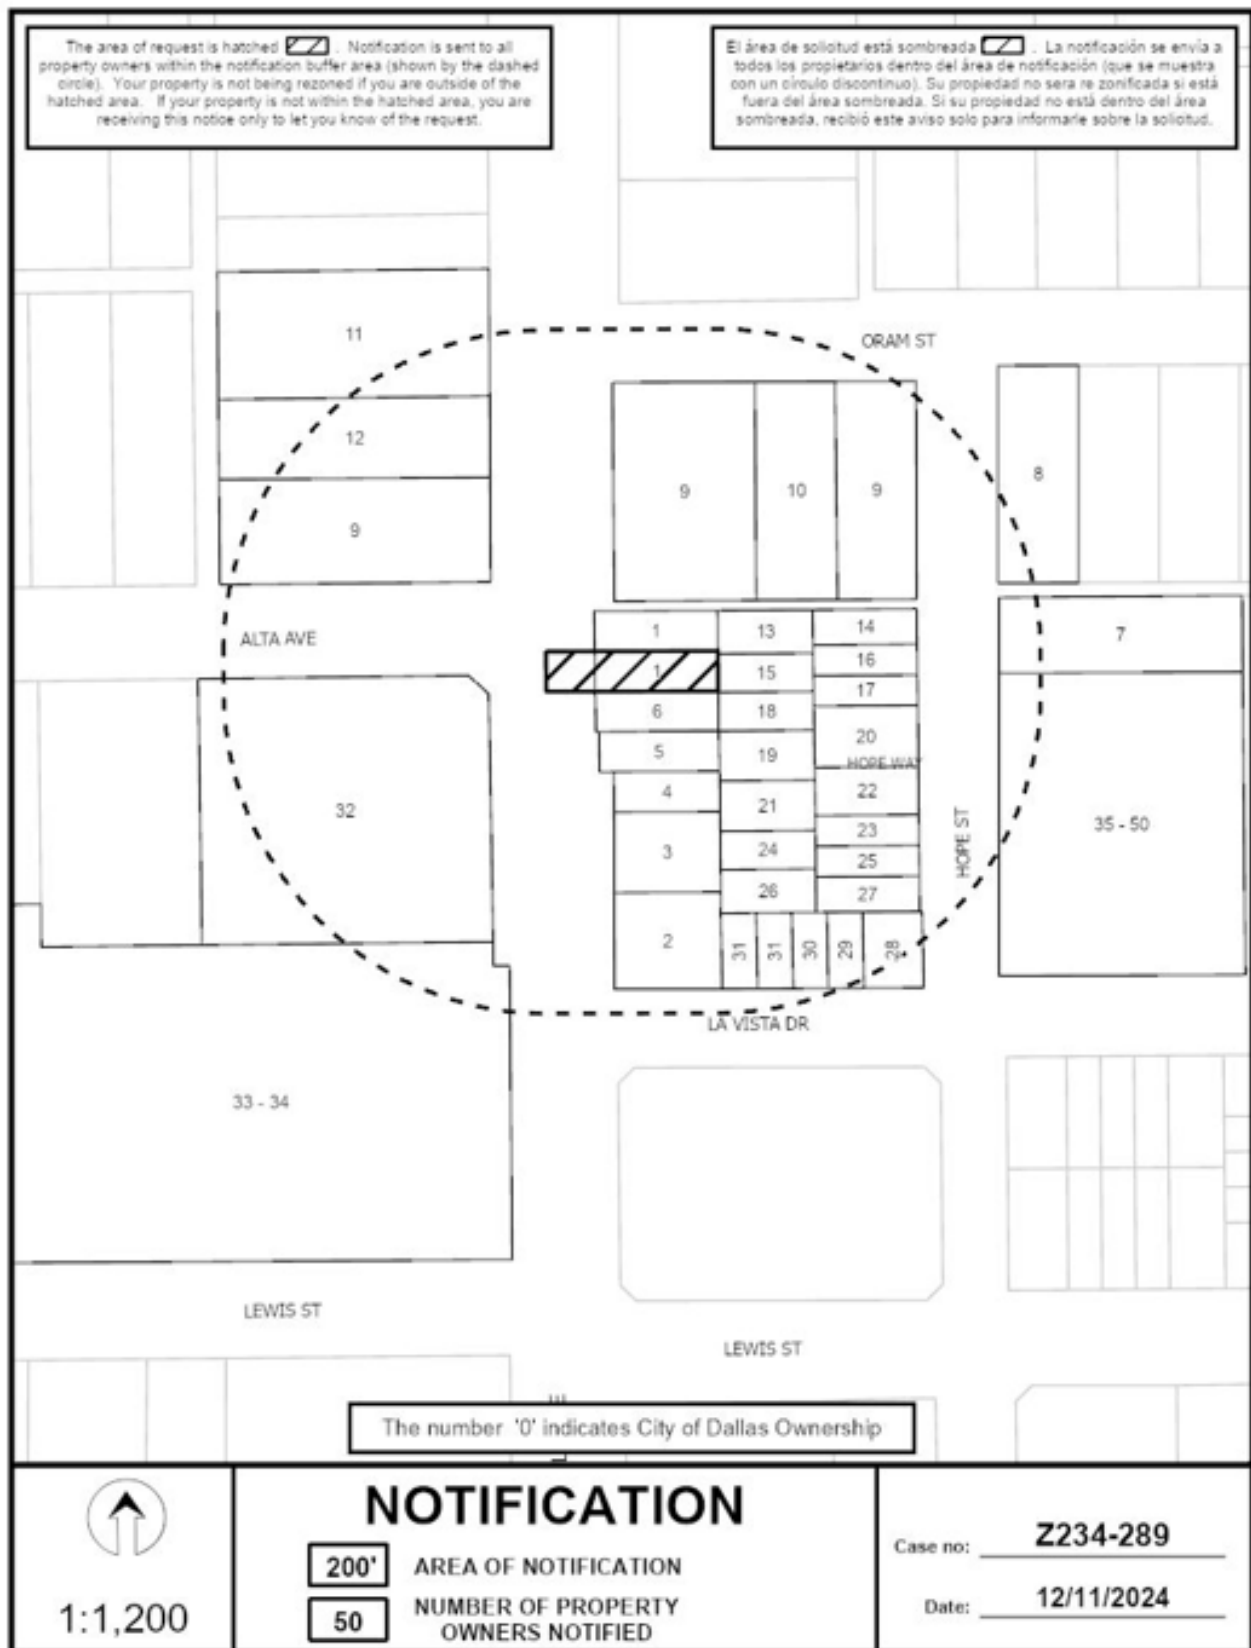 The area of request is hatched . Notification is sent to all
property owners within the notification buffer area (shown by the dashed
circle). Your property is not being rezoned if you are outside of the
hatched area. If your property is not within the hatched area, you are
receiving this notice only to let you know of the request.
El área de solicitud está sombreada . La notificación se envía a
todos los propietarios dentro del área de notificación (que se muestra
con un círculo discontinuo). Su propiedad no sera re zonificada si está
fuera del área sombreada. Si su propiedad no está dentro del área
sombreada, recibió este aviso solo para informarle sobre la solicitud.
11
ORAM ST
12
8
9
10
9
9
1
13
14
7
ALTA AVE
1
15
16
17
6
18
20
5
19
HOPE WAY
4
22
32
21
23
35 - 50
3
24
25
HOPE ST
26
27
2
31
31
30
29
28
LA VISTA DR
33 - 34
LEWIS ST
LEWIS ST
The number '0' indicates City of Dallas Ownership
1:1,200
NOTIFICATION
200' AREA OF NOTIFICATION
50 NUMBER OF PROPERTY
OWNERS NOTIFIED
Case no: Z234-289
Date: 12/11/2024